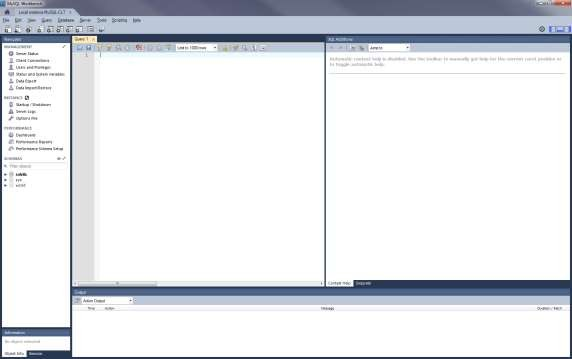 MySQL Workbench
Local instance MySQL57
File Edit View Query Database Server Tools Scripting Help
Navigator
Query 1
SQL Additions
MANAGEMENT
Server Status
Client Connections
Users and Privileges
Status and System Variables
Data Export
Data Import/Restore
INSTANCE
Startup / Shutdown
Server Logs
Options File
PERFORMANCE
Dashboard
Performance Reports
Performance Schema Setup
SCHEMAS
Filter objects
sakila
sys
world
Limit to 1000 rows
1
Jump to
Automatic context help is disabled. Use the toolbar to manually get help for the current caret position or
to toggle automatic help.
Context Help Snippets
Output
Action Output
Time Action Message Duration / Fetch
Information
No object selected
Object Info Session